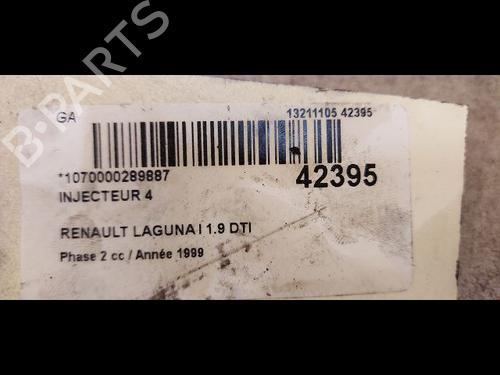 B-PARTS
GA
13211105 42395
*1070000289887
42395
INJECTEUR 4
RENAULT LAGUNA I 1.9 DTI
Phase 2 cc / Année 1999